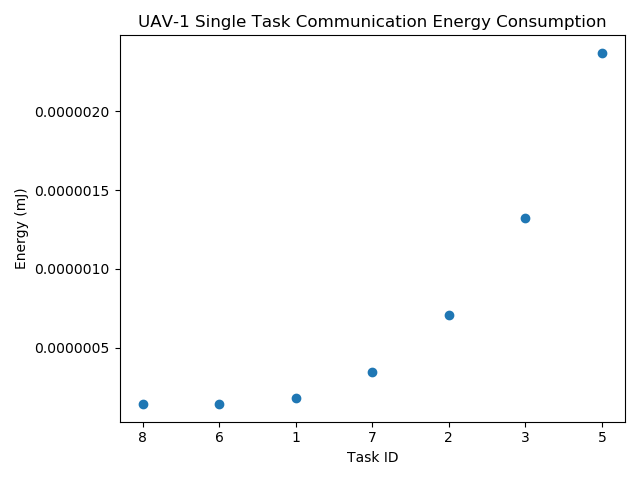 UAV-1 Single Task Communication Energy Consumption
Energy (mJ)
0.0000020
0.0000015
0.0000010
0.0000005
8 6 1 7 2 3 5
Task ID